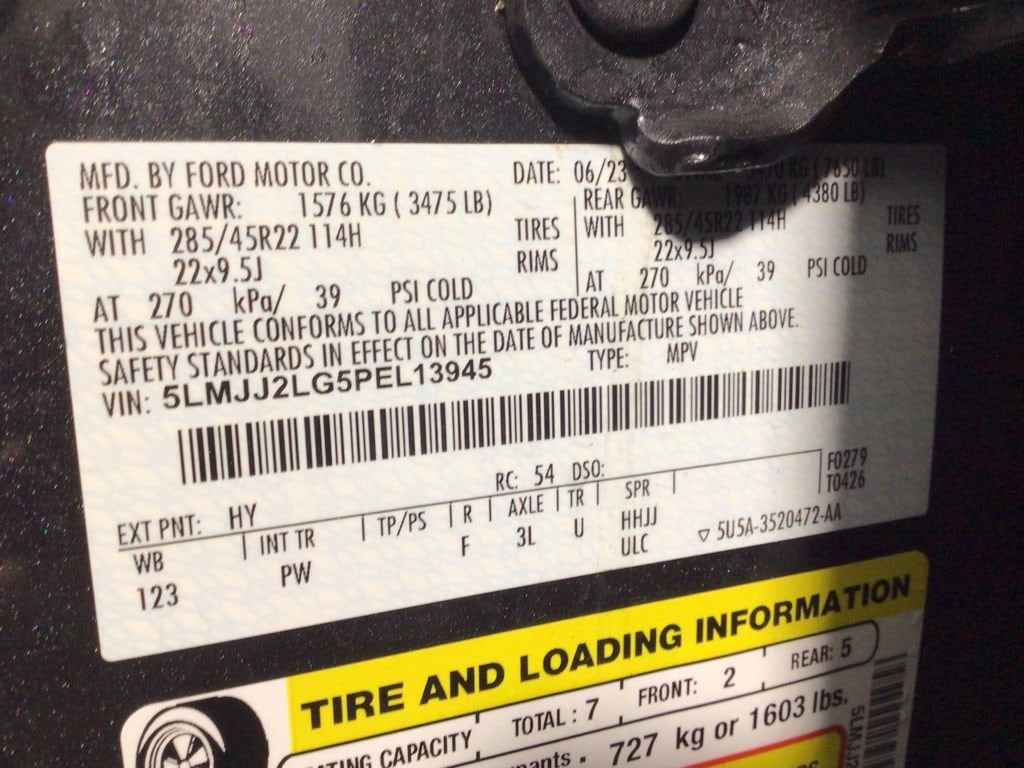 MFD. BY FORD MOTOR CO. DATE: 06/23 (7650 LB)
FRONT GAWR: 1576 KG ( 3475 LB) REAR GAWR: 1987 KG ( 4380 LB)
WITH 285/45R22 114H TIRES WITH 285/45R22 114H TIRES
22x9.5J RIMS 22x9.5J RIMS
AT 270 kPa/ 39 PSI COLD AT 270 kPa/ 39 PSI COLD
THIS VEHICLE CONFORMS TO ALL APPLICABLE FEDERAL MOTOR VEHICLE
SAFETY STANDARDS IN EFFECT ON THE DATE OF MANUFACTURE SHOWN ABOVE.
VIN: 5LMJJ2LG5PEL13945 TYPE: MPV
EXT PNT: HY RC: 54 DSO: F0279
WB INT TR TP/PS R AXLE TR SPR T0426
123 PW F 3L U HHJJ
ULC ▽ 5U5A-3520472-AA
TIRE AND LOADING INFORMATION
CAPACITY TOTAL : 7 FRONT: 2 REAR: 5
727 kg or 1603 lbs.